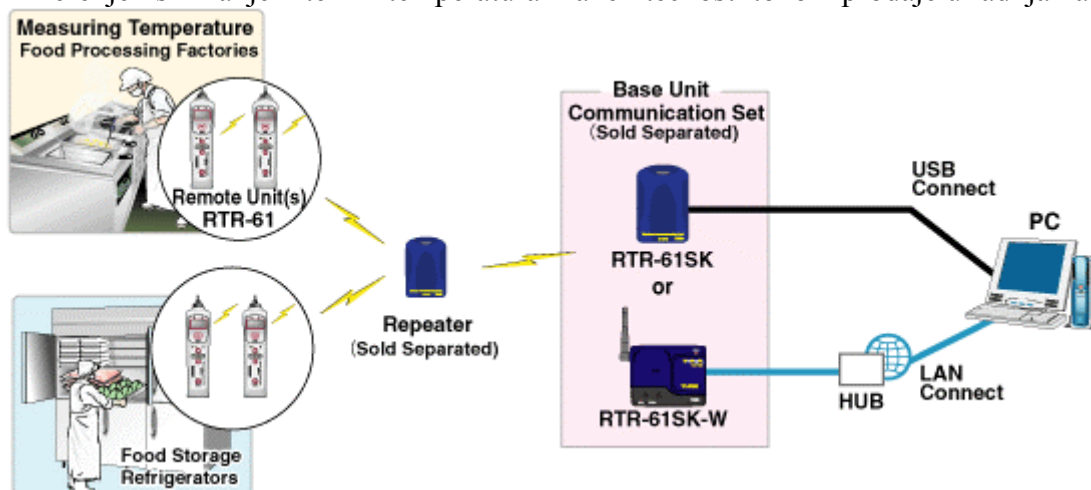 Measuring Temperature
Food Processing Factories
Remote Unit(s)
RTR-61
Food Storage
Refrigerators
Repeater
(Sold Separated)
Base Unit
Communication Set
(Sold Separated)
RTR-61SK
or
RTR-61SK-W
USB
Connect
PC
HUB
LAN
Connect